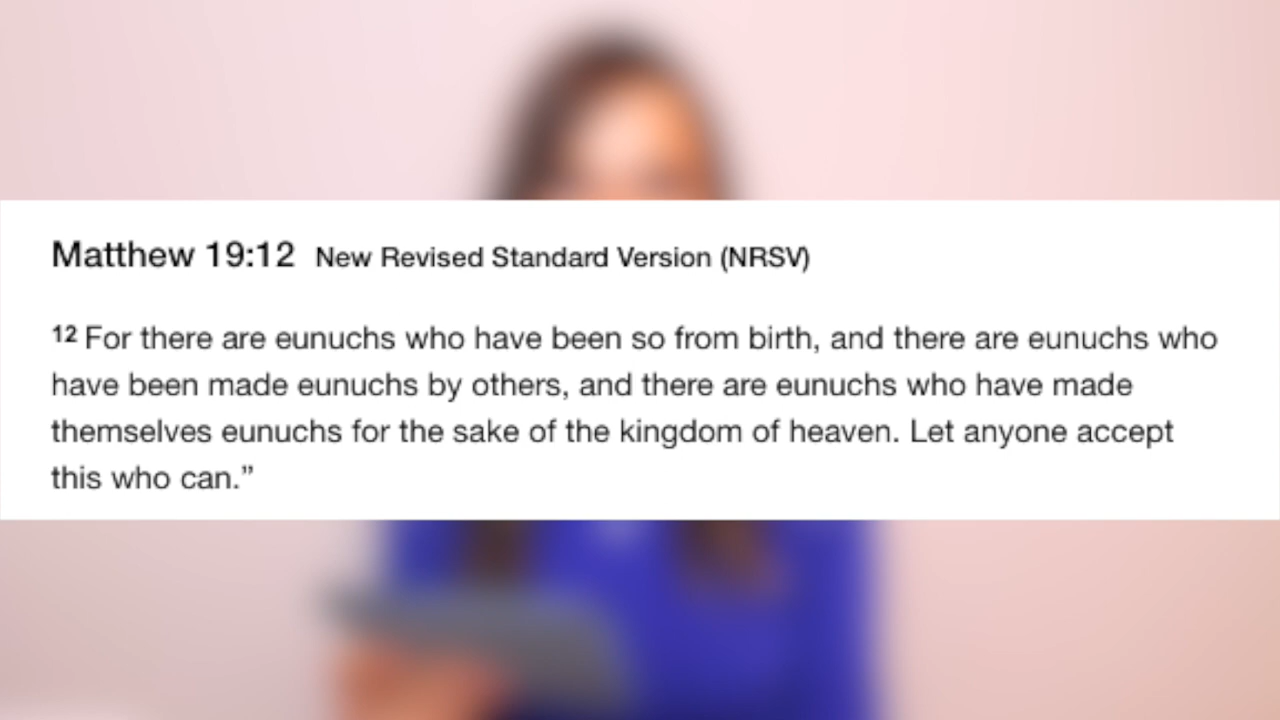 Matthew 19:12 New Revised Standard Version (NRSV)
12 For there are eunuchs who have been so from birth, and there are eunuchs who
have been made eunuchs by others, and there are eunuchs who have made
themselves eunuchs for the sake of the kingdom of heaven. Let anyone accept
this who can.”